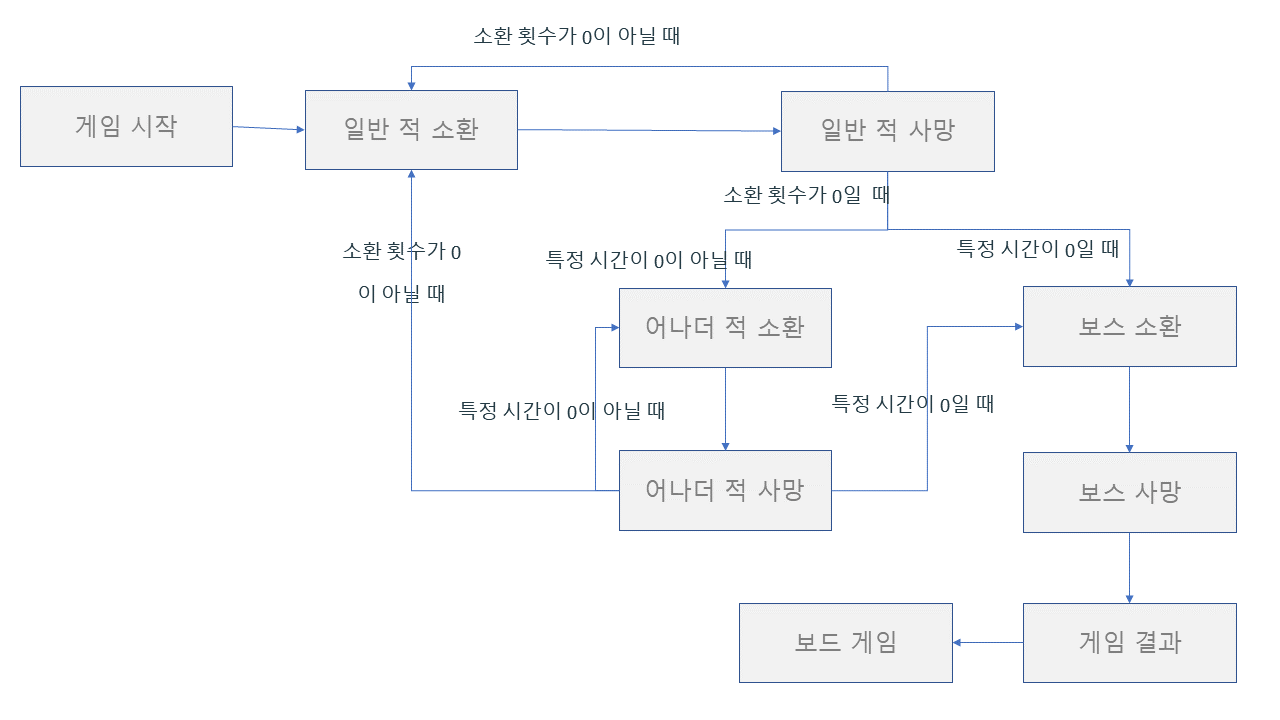 소환 횟수가 0이 아닐 때
게임 시작
일반 적 소환
일반 적 사망
소환 횟수가 0일 때
소환 횟수가 0
이 아닐 때
특정 시간이 0이 아닐 때
특정 시간이 0일 때
어나더 적 소환
보스 소환
특정 시간이 0이 아닐 때
특정 시간이 0일 때
어나더 적 사망
보스 사망
보드 게임
게임 결과